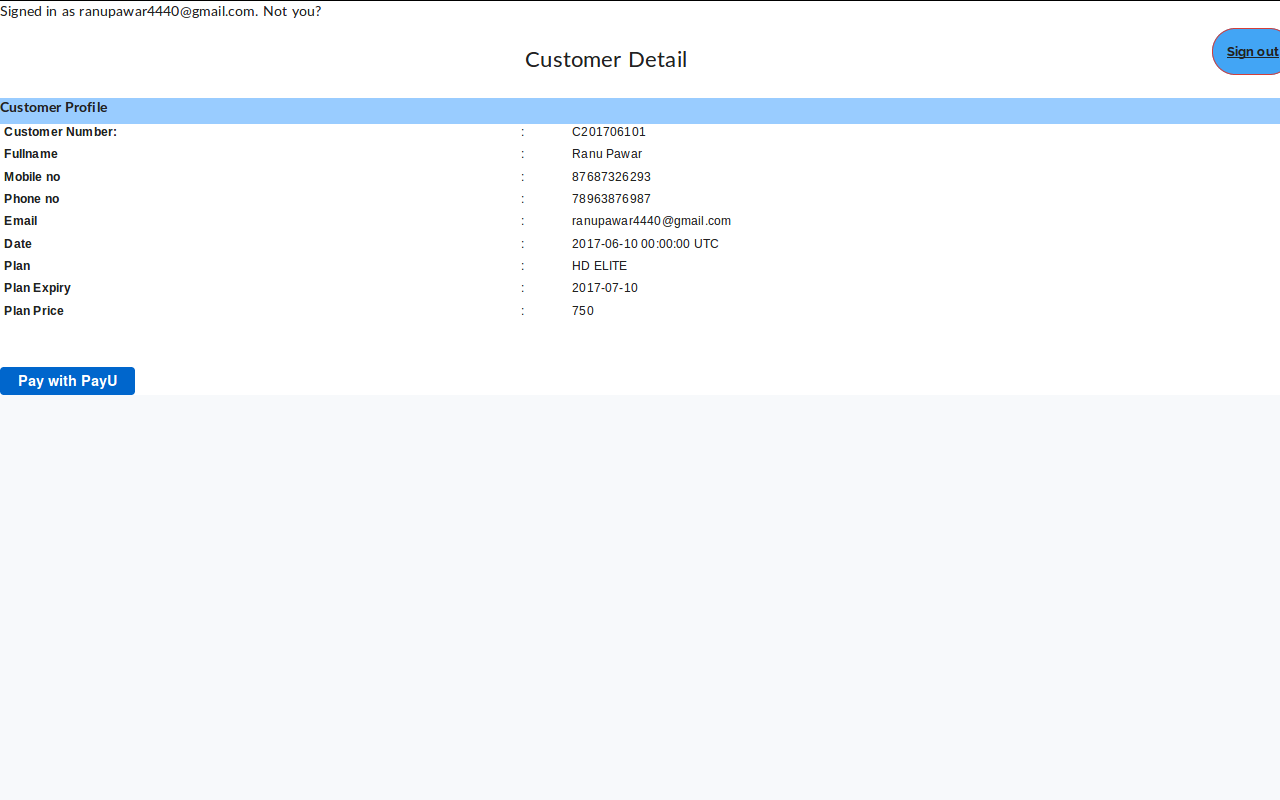 Signed in as ranupawar4440@gmail.com. Not you?
Sign out
Customer Detail
Customer Profile
Customer Number: : C201706101
Fullname : Ranu Pawar
Mobile no : 87687326293
Phone no : 78963876987
Email : ranupawar4440@gmail.com
Date : 2017-06-10 00:00:00 UTC
Plan : HD ELITE
Plan Expiry : 2017-07-10
Plan Price : 750
Pay with PayU